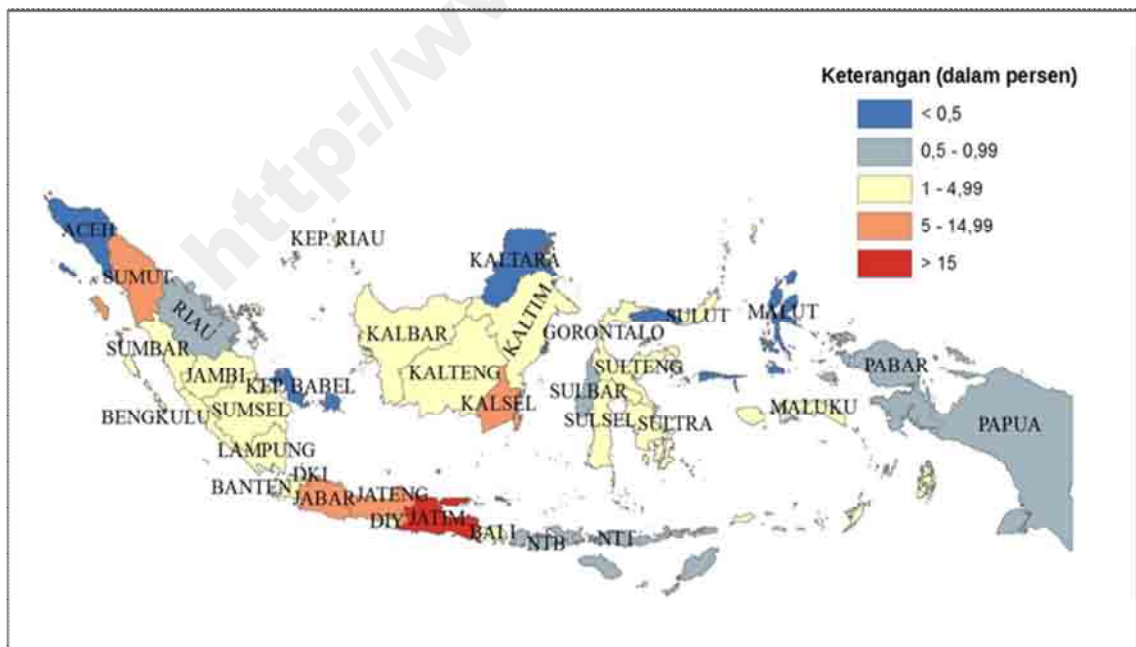 http://w
Keterangan (dalam persen)
< 0,5
0,5 - 0,99
1 - 4,99
5 - 14,99
> 15
ACEH
SUMUT
RIAU
KEP. RIAU
SUMBAR
JAMBI
KEP. BABEL
BENGKULU
SUMSEL
LAMPUNG
BANTEN
DKI
JABAR
JATENG
DIY
JATIM
BALI
NTB
NTT
KALBAR
KALTENG
KALSEL
KALTIM
KALTARA
GORONTALO
SULUT
SULTENG
SULBAR
SULSEL
SULTRA
MALUT
MALUKU
PABAR
PAPUA